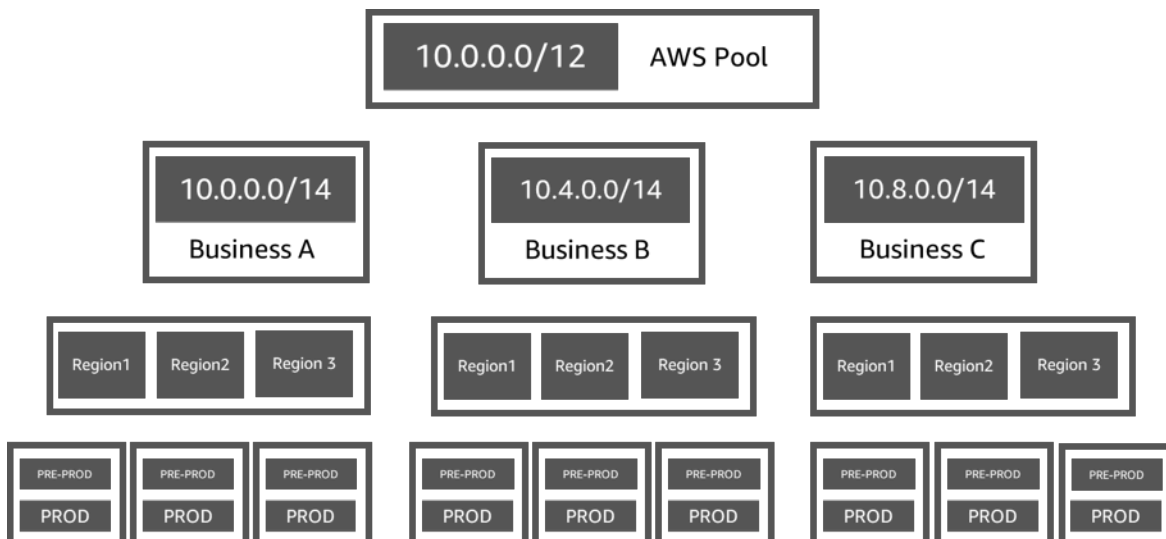 10.0.0.0/12 AWS Pool
10.0.0.0/14 10.4.0.0/14 10.8.0.0/14
Business A Business B Business C
Region1 Region2 Region 3 Region1 Region2 Region 3 Region1 Region2 Region 3
PRE-PROD PRE-PROD PRE-PROD PRE-PROD PRE-PROD PRE-PROD PRE-PROD PRE-PROD PRE-PROD
PROD PROD PROD PROD PROD PROD PROD PROD PROD